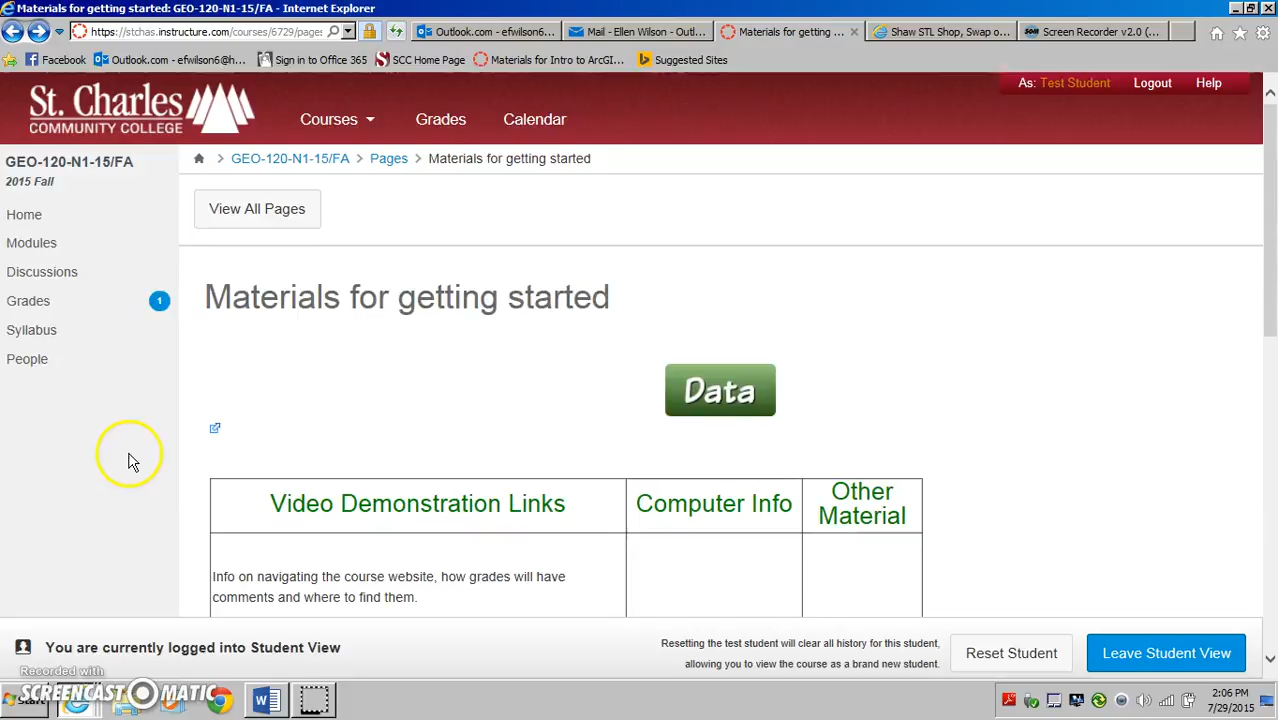 Materials for getting started: GEO-120-N1-15/FA - Internet Explorer
https://stchas.instructure.com/courses/6729/pages
Outlook.com - efwilson6@hm...
Mail - Ellen Wilson - Outl...
Materials for getting ...
Shaw STL Shop, Swap o...
Screen Recorder v2.0 (...
Facebook
Outlook.com - efwilson6@h...
Sign in to Office 365
SCC Home Page
Materials for Intro to ArcGI...
Suggested Sites
As: Test Student
Logout
Help
St. Charles
COMMUNITY COLLEGE
Courses
Grades
Calendar
GEO-120-N1-15/FA
2015 Fall
GEO-120-N1-15/FA > Pages > Materials for getting started
Home
Modules
Discussions
Grades
1
Syllabus
People
View All Pages
Materials for getting started
Data
Video Demonstration Links
Computer Info
Other
Material
Info on navigating the course website, how grades will have
comments and where to find them.
You are currently logged into Student View
Resetting the test student will clear all history for this student,
allowing you to view the course as a brand new student.
Reset Student
Leave Student View
Recorded with
SCREENCAST-O-MATIC
Start
2:06 PM
7/29/2015